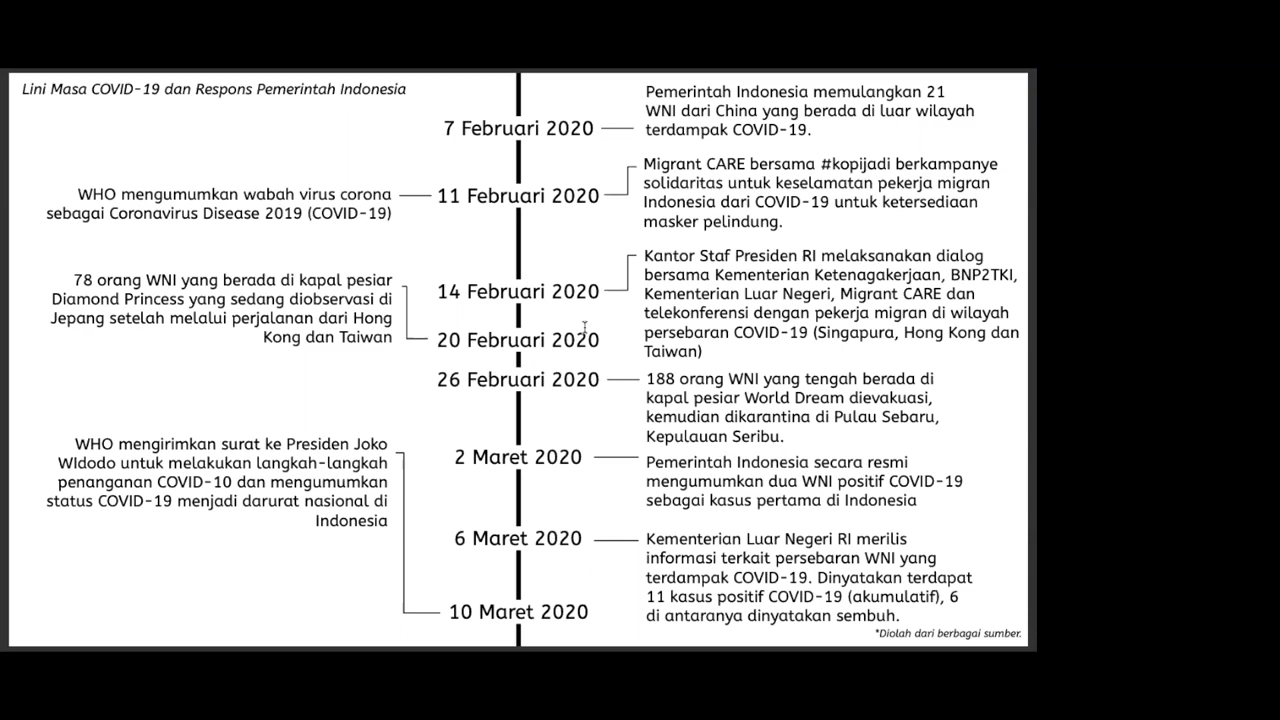 Lini Masa COVID-19 dan Respons Pemerintah Indonesia
7 Februari 2020
Pemerintah Indonesia memulangkan 21
WNI dari China yang berada di luar wilayah
terdampak COVID-19.
WHO mengumumkan wabah virus corona
sebagai Coronavirus Disease 2019 (COVID-19)
11 Februari 2020
Migrant CARE bersama #kopijadi berkampanye
solidaritas untuk keselamatan pekerja migran
Indonesia dari COVID-19 untuk ketersediaan
masker pelindung.
14 Februari 2020
Kantor Staf Presiden RI melaksanakan dialog
bersama Kementerian Ketenagakerjaan, BNP2TKI,
Kementerian Luar Negeri, Migrant CARE dan
telekonferensi dengan pekerja migran di wilayah
persebaran COVID-19 (Singapura, Hong Kong dan
Taiwan)
78 orang WNI yang berada di kapal pesiar
Diamond Princess yang sedang diobservasi di
Jepang setelah melalui perjalanan dari Hong
Kong dan Taiwan
20 Februari 2020
26 Februari 2020
188 orang WNI yang tengah berada di
kapal pesiar World Dream dievakuasi,
kemudian dikarantina di Pulau Sebaru,
Kepulauan Seribu.
2 Maret 2020
Pemerintah Indonesia secara resmi
mengumumkan dua WNI positif COVID-19
sebagai kasus pertama di Indonesia
6 Maret 2020
Kementerian Luar Negeri RI merilis
informasi terkait persebaran WNI yang
terdampak COVID-19. Dinyatakan terdapat
11 kasus positif COVID-19 (akumulatif), 6
di antaranya dinyatakan sembuh.
WHO mengirimkan surat ke Presiden Joko
WIdodo untuk melakukan langkah-langkah
penanganan COVID-10 dan mengumumkan
status COVID-19 menjadi darurat nasional di
Indonesia
10 Maret 2020
*Diolah dari berbagai sumber.